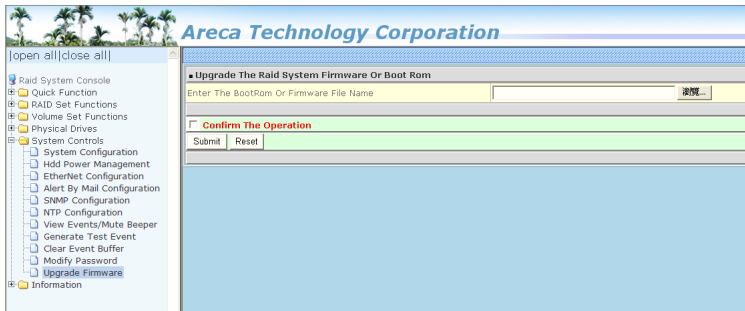 Areca Technology Corporation
|open all|close all|
Raid System Console
Quick Function
RAID Set Functions
Volume Set Functions
Physical Drives
System Controls
System Configuration
Hdd Power Management
EtherNet Configuration
Alert By Mail Configuration
SNMP Configuration
NTP Configuration
View Events/Mute Beeper
Generate Test Event
Clear Event Buffer
Modify Password
Upgrade Firmware
Information
Upgrade The Raid System Firmware Or Boot Rom
Enter The BootRom Or Firmware File Name
瀏覽...
Confirm The Operation
Submit Reset